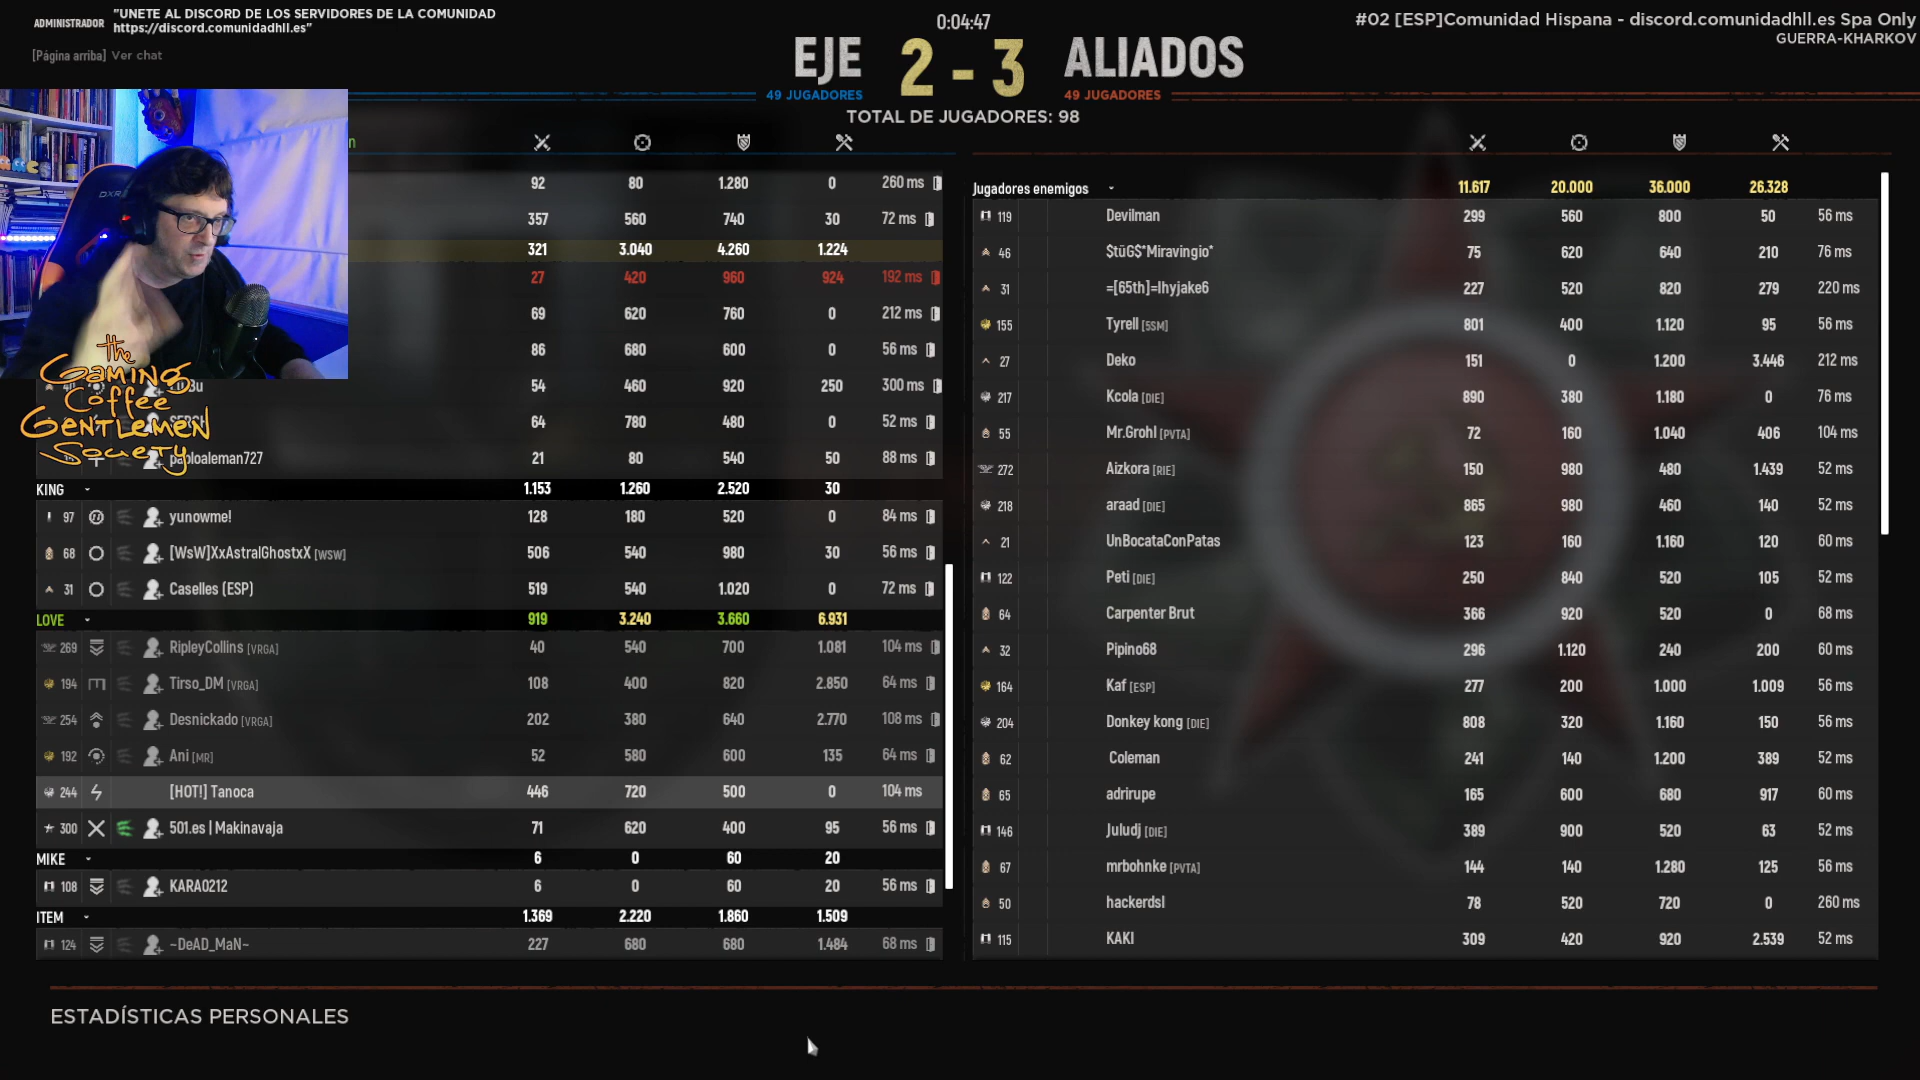 ADMINISTRADOR "UNETE AL DISCORD DE LOS SERVIDORES DE LA COMUNIDAD
https://discord.comunidadhll.es"
[Página arriba] Ver chat
0:04:47
EJE 2 - 3 ALIADOS
49 JUGADORES 49 JUGADORES
TOTAL DE JUGADORES: 98
#02 [ESP]Comunidad Hispana - discord.comunidadhll.es Spa Only
GUERRA-KHARKOV
DXR
the
Gaming
Coffee
Gentlemen
Society
92 80 1.280 0 260 ms
357 560 740 30 72 ms
321 3.040 4.260 1.224
27 420 960 924 192 ms
69 620 760 0 212 ms
86 680 600 0 56 ms
54 460 920 250 300 ms
64 780 480 0 52 ms
pabloaleman727 21 80 540 50 88 ms
KING 1.153 1.260 2.520 30
97 yunowme! 128 180 520 0 84 ms
68 [WsW]XxAstralGhostxX [WSW] 506 540 980 30 56 ms
31 Caselles (ESP) 519 540 1.020 0 72 ms
LOVE 919 3.240 3.660 6.931
269 RipleyCollins [VRGA] 40 540 700 1.081 104 ms
194 Tirso_DM [VRGA] 108 400 820 2.850 64 ms
254 Desnickado [VRGA] 202 380 640 2.770 108 ms
192 Ani [MR] 52 580 600 135 64 ms
244 [HOT!] Tanoca 446 720 500 0 104 ms
300 501.es | Makinavaja 71 620 400 95 56 ms
MIKE 6 0 60 20
108 KARA0212 6 0 60 20 56 ms
ITEM 1.369 2.220 1.860 1.509
124 ~DeAD_MaN~ 227 680 680 1.484 68 ms
Jugadores enemigos 11.617 20.000 36.000 26.328
119 Devilman 299 560 800 50 56 ms
46 $tüG$*Miravingio* 75 620 640 210 76 ms
31 =[65th]=lhyjake6 227 520 820 279 220 ms
155 Tyrell [5SM] 801 400 1.120 95 56 ms
27 Deko 151 0 1.200 3.446 212 ms
217 Kcola [DIE] 890 380 1.180 0 76 ms
55 Mr.Grohl [PVTA] 72 160 1.040 406 104 ms
272 Aizkora [RIE] 150 980 480 1.439 52 ms
218 araad [DIE] 865 980 460 140 52 ms
21 UnBocataConPatas 123 160 1.160 120 60 ms
122 Peti [DIE] 250 840 520 105 52 ms
64 Carpenter Brut 366 920 520 0 68 ms
32 Pipino68 296 1.120 240 200 60 ms
164 Kaf [ESP] 277 200 1.000 1.009 56 ms
204 Donkey kong [DIE] 808 320 1.160 150 56 ms
62 Coleman 241 140 1.200 389 52 ms
65 adrirupe 165 600 680 917 60 ms
146 Juludj [DIE] 389 900 520 63 52 ms
67 mrbohnke [PVTA] 144 140 1.280 125 56 ms
50 hackerdsl 78 520 720 0 260 ms
115 KAKI 309 420 920 2.539 52 ms
ESTADÍSTICAS PERSONALES